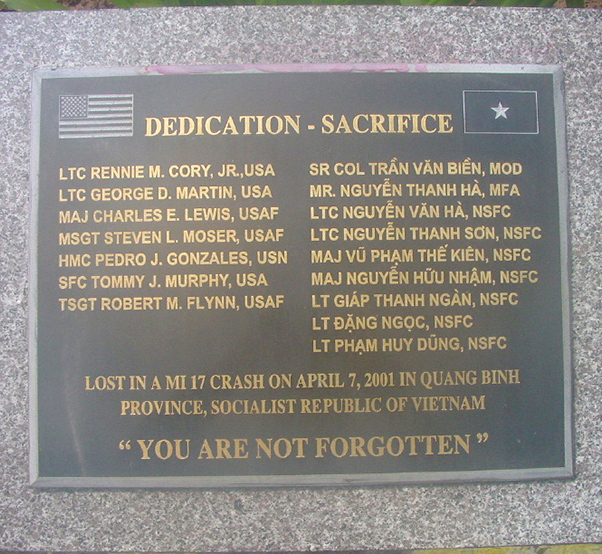 DEDICATION - SACRIFICE
LTC RENNIE M. CORY, JR.,USA
LTC GEORGE D. MARTIN, USA
MAJ CHARLES E. LEWIS, USAF
MSGT STEVEN L. MOSER, USAF
HMC PEDRO J. GONZALES, USN
SFC TOMMY J. MURPHY, USA
TSGT ROBERT M. FLYNN, USAF
SR COL TRẦN VĂN BIỀN, MOD
MR. NGUYỄN THANH HÀ, MFA
LTC NGUYỄN VĂN HÀ, NSFC
LTC NGUYỄN THANH SƠN, NSFC
MAJ VŨ PHẠM THẾ KIÊN, NSFC
MAJ NGUYỄN HỮU NHẬM, NSFC
LT GIÁP THANH NGÀN, NSFC
LT ĐẶNG NGỌC, NSFC
LT PHẠM HUY DŨNG, NSFC
LOST IN A MI 17 CRASH ON APRIL 7, 2001 IN QUANG BINH
PROVINCE, SOCIALIST REPUBLIC OF VIETNAM
“ YOU ARE NOT FORGOTTEN ”